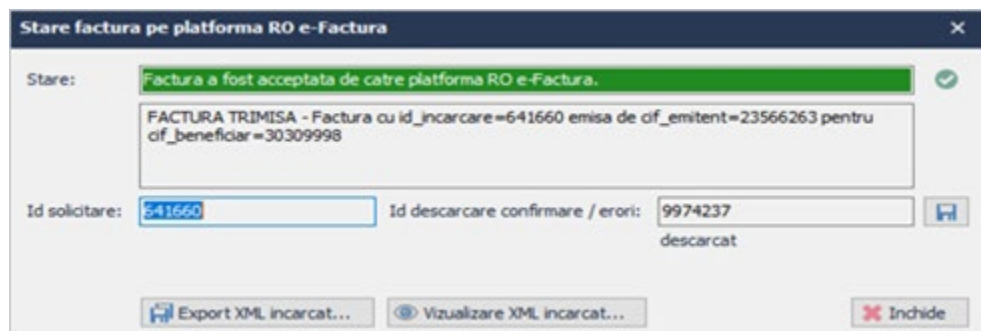 Stare factura pe platforma RO e-Factura
Stare: Factura a fost acceptata de catre platforma RO e-Factura.
FACTURA TRIMISA - Factura cu id_incarcare=641660 emisa de cif_emitent=23566263 pentru
cif_beneficiar=30309998
Id solicitare: 641660 Id descarcare confirmare / erori: 9974237
descarcat
Export XML incarcat... Vizualizare XML incarcat... Inchide